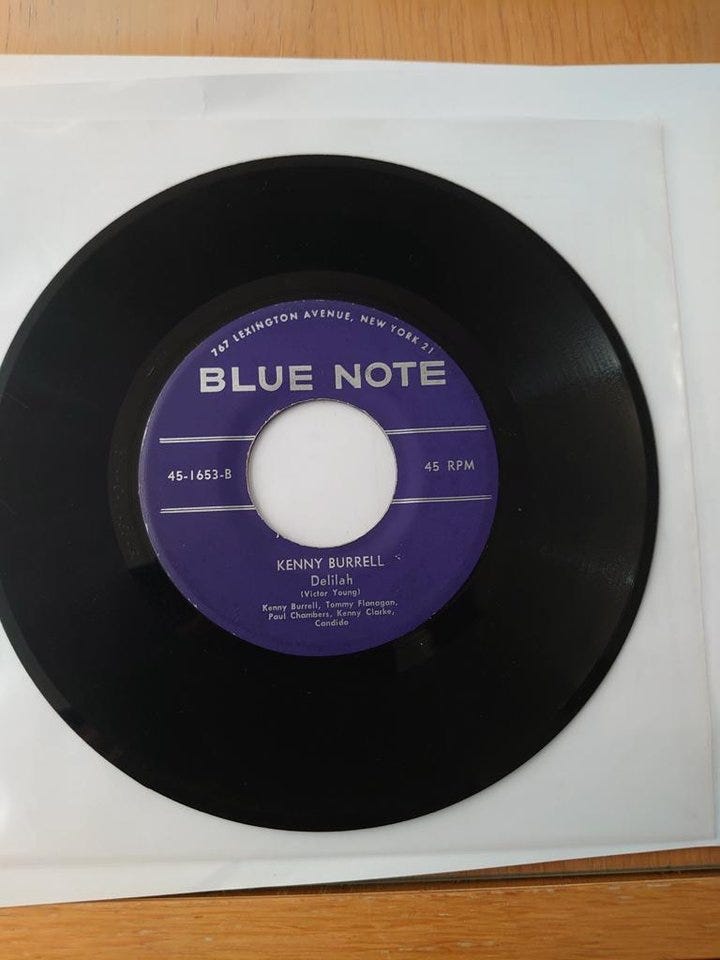 767 LEXINGTON AVENUE, NEW YORK 21
BLUE NOTE
45-1653-B
45 RPM
KENNY BURRELL
Delilah
(Victor Young)
Kenny Burrell, Tommy Flanagan,
Paul Chambers, Kenny Clarke,
Candido